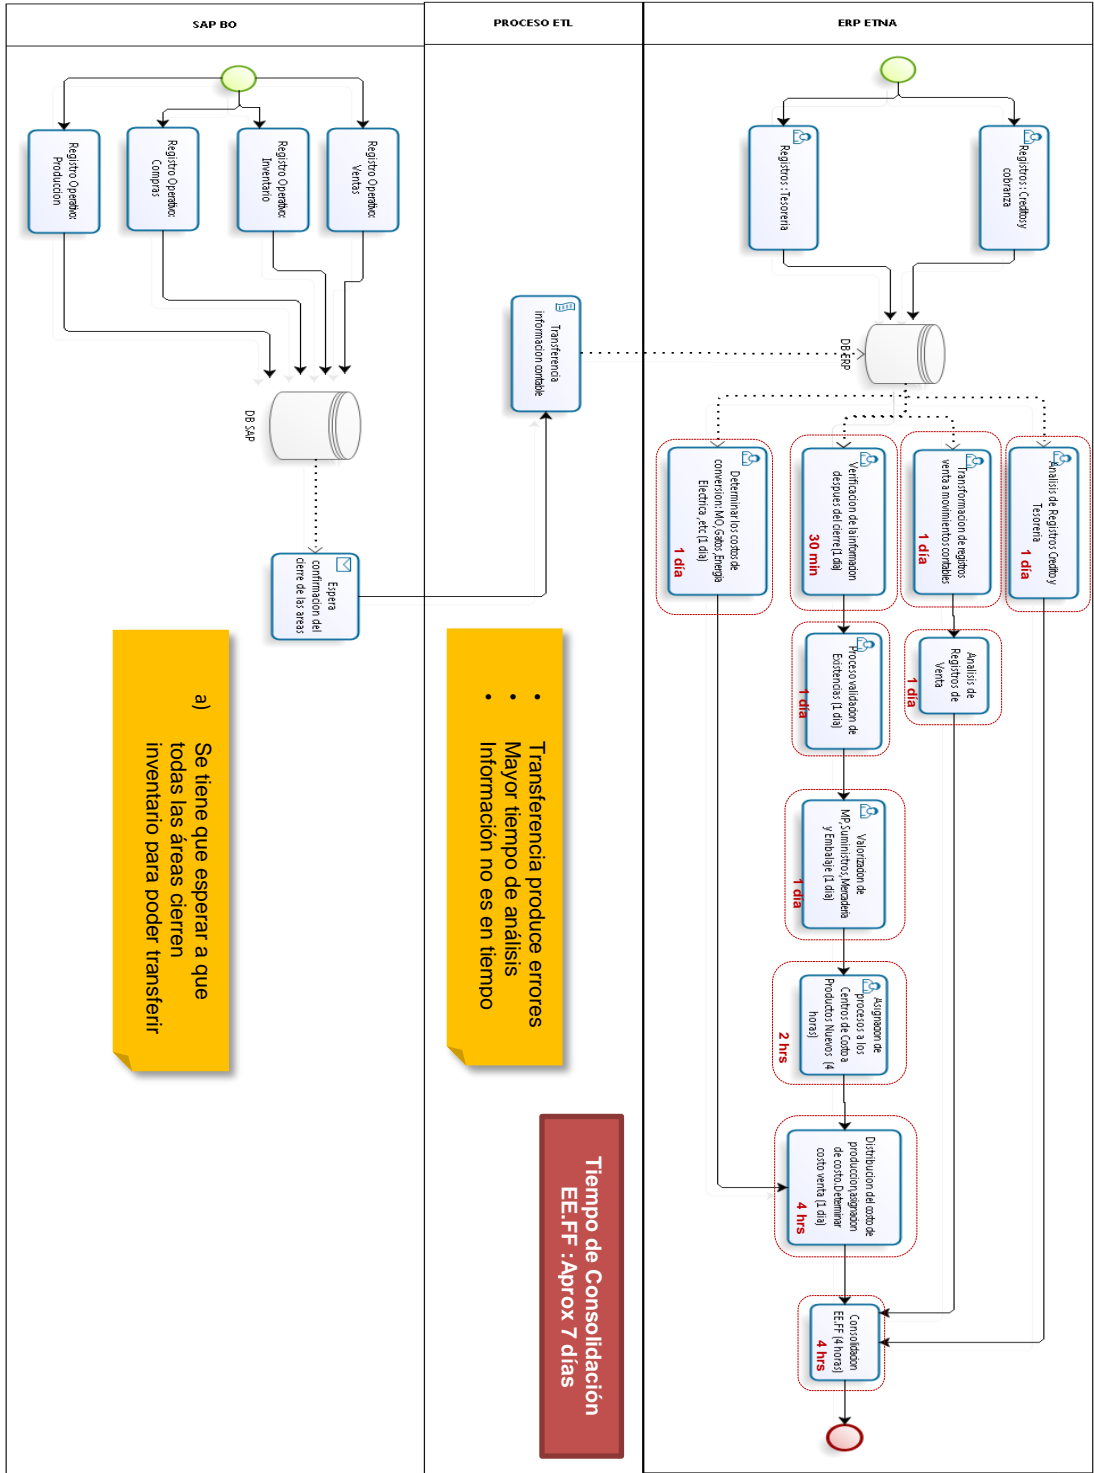 SAP BO
PROCESO ETL
ERP ETNA
Registro Operativo:
Produccion
Registro Operativo:
Compras
Registro Operativo:
Inventario
Registro Operativo:
Ventas
DB SAP
Espera
confirmacion del
cierre de las areas
a) Se tiene que esperar a que
todas las áreas cierren
inventario para poder transferir
Transferencia
informacion contable
• Transferencia produce errores
• Mayor tiempo de análisis
• Información no es en tiempo
Tiempo de Consolidación
EE.FF : Aprox 7 días
Registros : Tesoreria
Registros : Creditos y
cobranza
DB ERP
Determinar los costos de
conversion: MO, Gatos, Energia
Electrica ,etc (1 dia)
1 día
Verificacion de la informacion
despues del cierre(1 dia)
30 min
Transformacion de registros
venta a movimientos contables
1 día
Analisis de Registros Credito y
Tesoreria
1 día
Proceso validacion de
Existencias (1 dia)
1 día
Analisis de
Registros de
Venta
1 día
Valorizacion de
MP,Suministros,Mercaderia
y Embalaje (1 dia)
1 día
Asignacion de
procesos a los
Centros de Costo a
Productos Nuevos (4
horas)
2 hrs
Distribucion del costo de
produccion,asignacion
de costo. Determinar
costo venta (1 dia)
4 hrs
Consolidacion
EE.FF (4 horas)
4 hrs